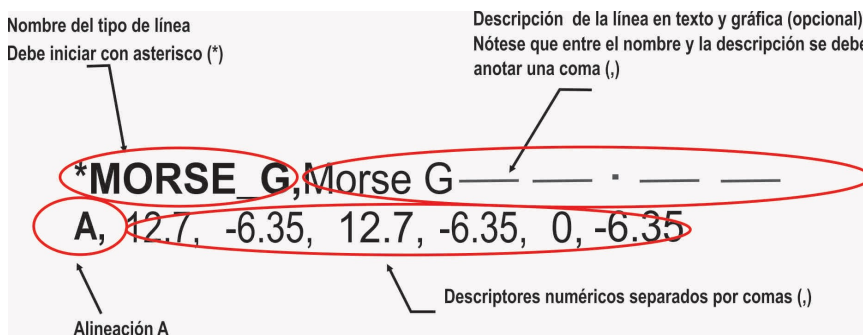 Nombre del tipo de línea
Debe iniciar con asterisco (*)
Descripción de la línea en texto y gráfica (opcional)
Nótese que entre el nombre y la descripción se debe
anotar una coma (,)
*MORSE_G,Morse G — — · — —
A, 12.7, -6.35, 12.7, -6.35, 0, -6.35
Descriptores numéricos separados por comas (,)
Alineación A